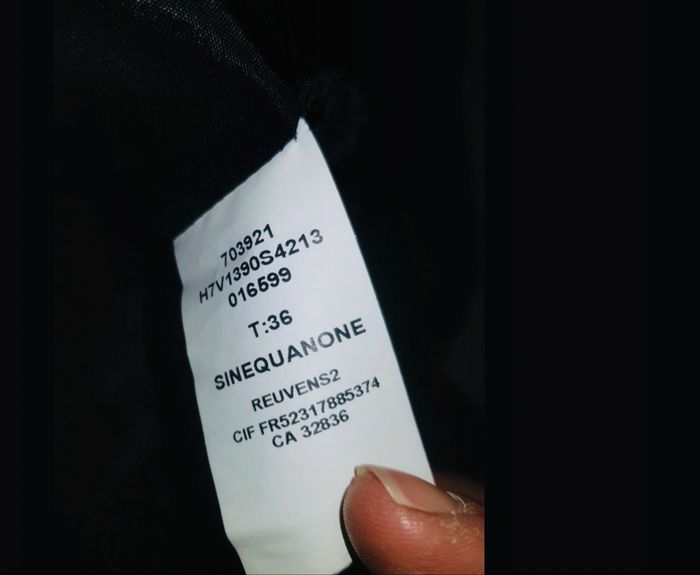 703921
H7V1390S4213
016599
T:36
SINEQUANONE
REUVENS2
CIF FR52317885374
CA 32836